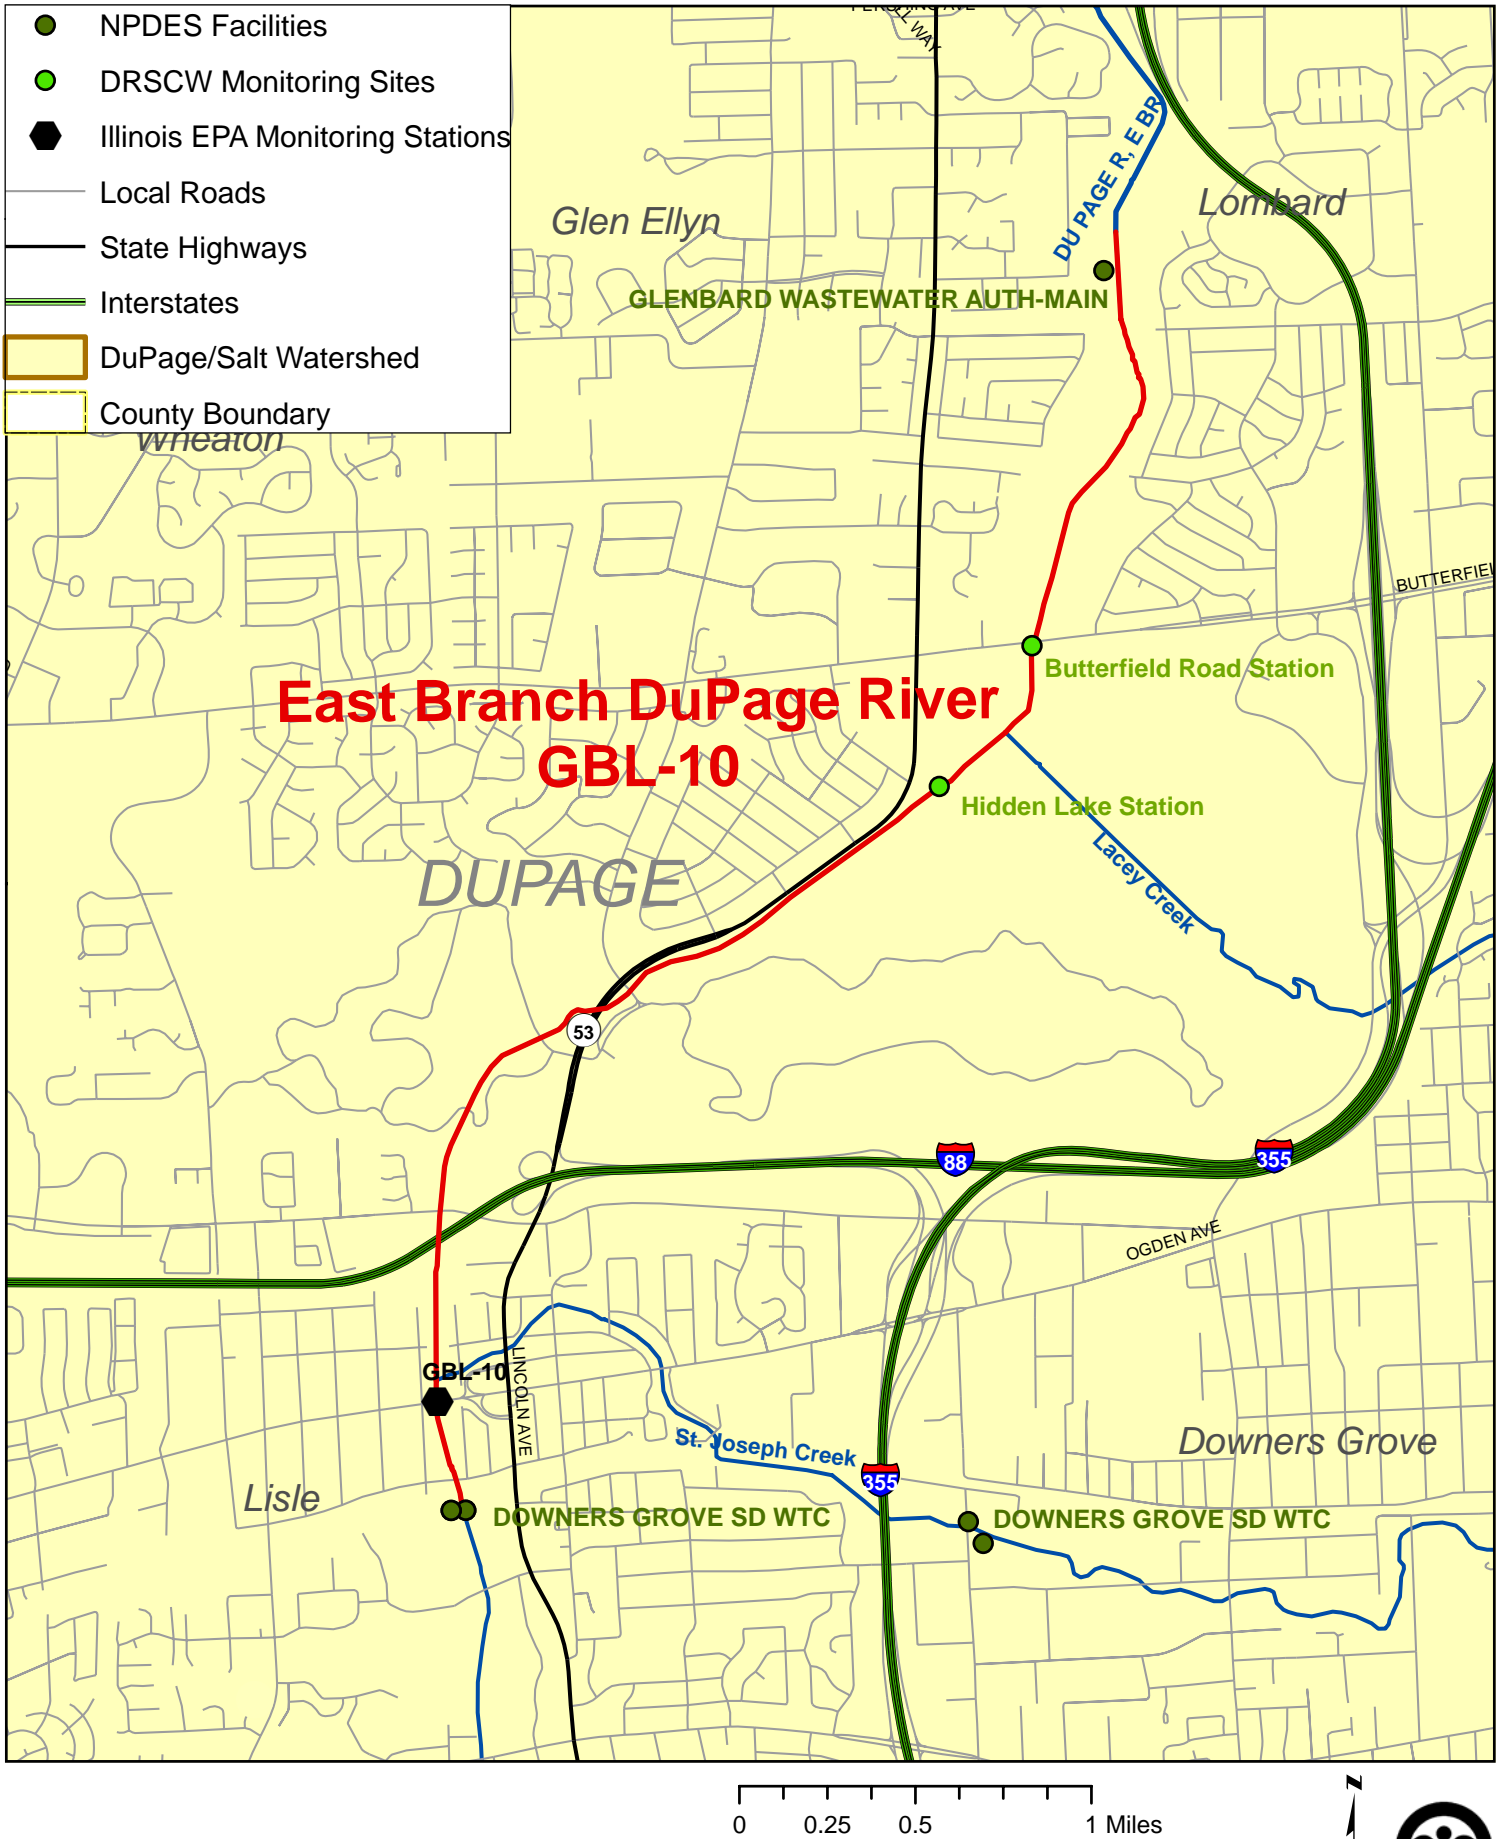 NPDES Facilities
DRSCW Monitoring Sites
Illinois EPA Monitoring Stations
Local Roads
State Highways
Interstates
DuPage/Salt Watershed
County Boundary
Wheaton
Glen Ellyn
Lombard
DU PAGE R, E BR
GLENBARD WASTEWATER AUTH-MAIN
BUTTERFIEL
Butterfield Road Station
East Branch DuPage River
GBL-10
Hidden Lake Station
Lacey Creek
DUPAGE
53
88
355
OGDEN AVE
GBL-10
LINCOLN AVE
St. Joseph Creek
Downers Grove
355
Lisle
DOWNERS GROVE SD WTC
DOWNERS GROVE SD WTC
0 0.25 0.5 1 Miles
z